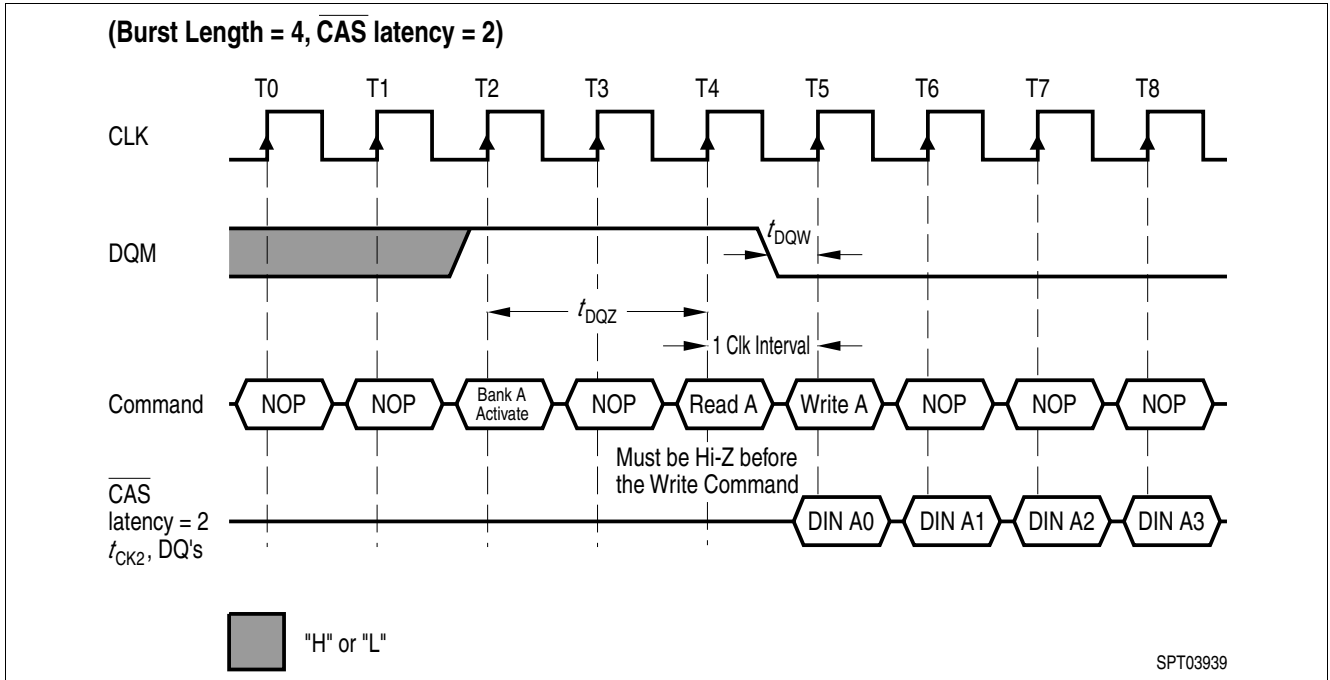 (Burst Length = 4, CAS latency = 2)
T0 T1 T2 T3 T4 T5 T6 T7 T8
CLK
DQM
tDQW
tDQZ
1 Clk Interval
Command
NOP NOP Bank A Activate NOP Read A Write A NOP NOP NOP
Must be Hi-Z before
the Write Command
CAS
latency = 2
tCK2, DQ's
DIN A0 DIN A1 DIN A2 DIN A3
"H" or "L"
SPT03939